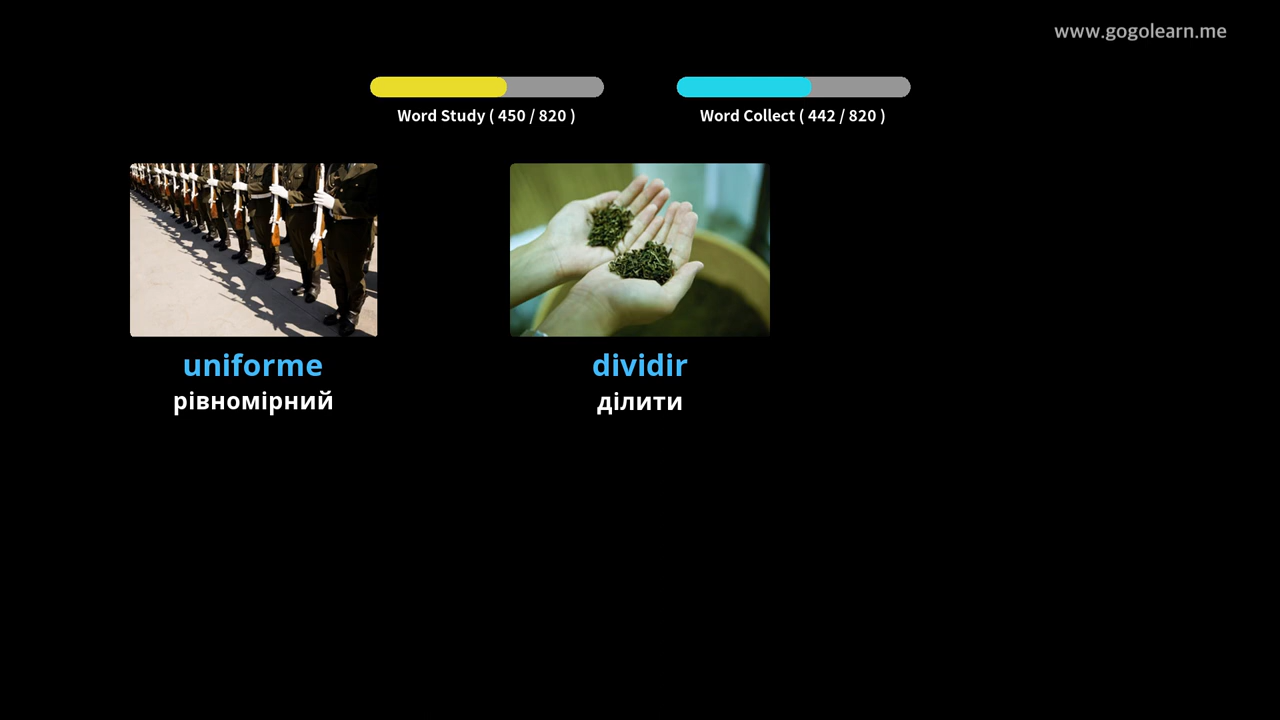 www.gogolearn.me
Word Study ( 450 / 820 )
Word Collect ( 442 / 820 )
uniforme
рівномірний
dividir
ділити